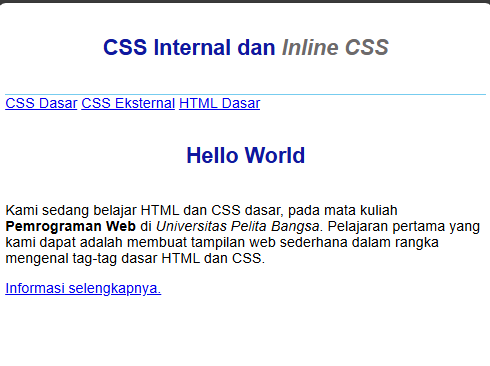 CSS Internal dan Inline CSS
CSS Dasar CSS Eksternal HTML Dasar
Hello World
Kami sedang belajar HTML dan CSS dasar, pada mata kuliah
Pemrograman Web di Universitas Pelita Bangsa. Pelajaran pertama yang
kami dapat adalah membuat tampilan web sederhana dalam rangka
mengenal tag-tag dasar HTML dan CSS.
Informasi selengkapnya.